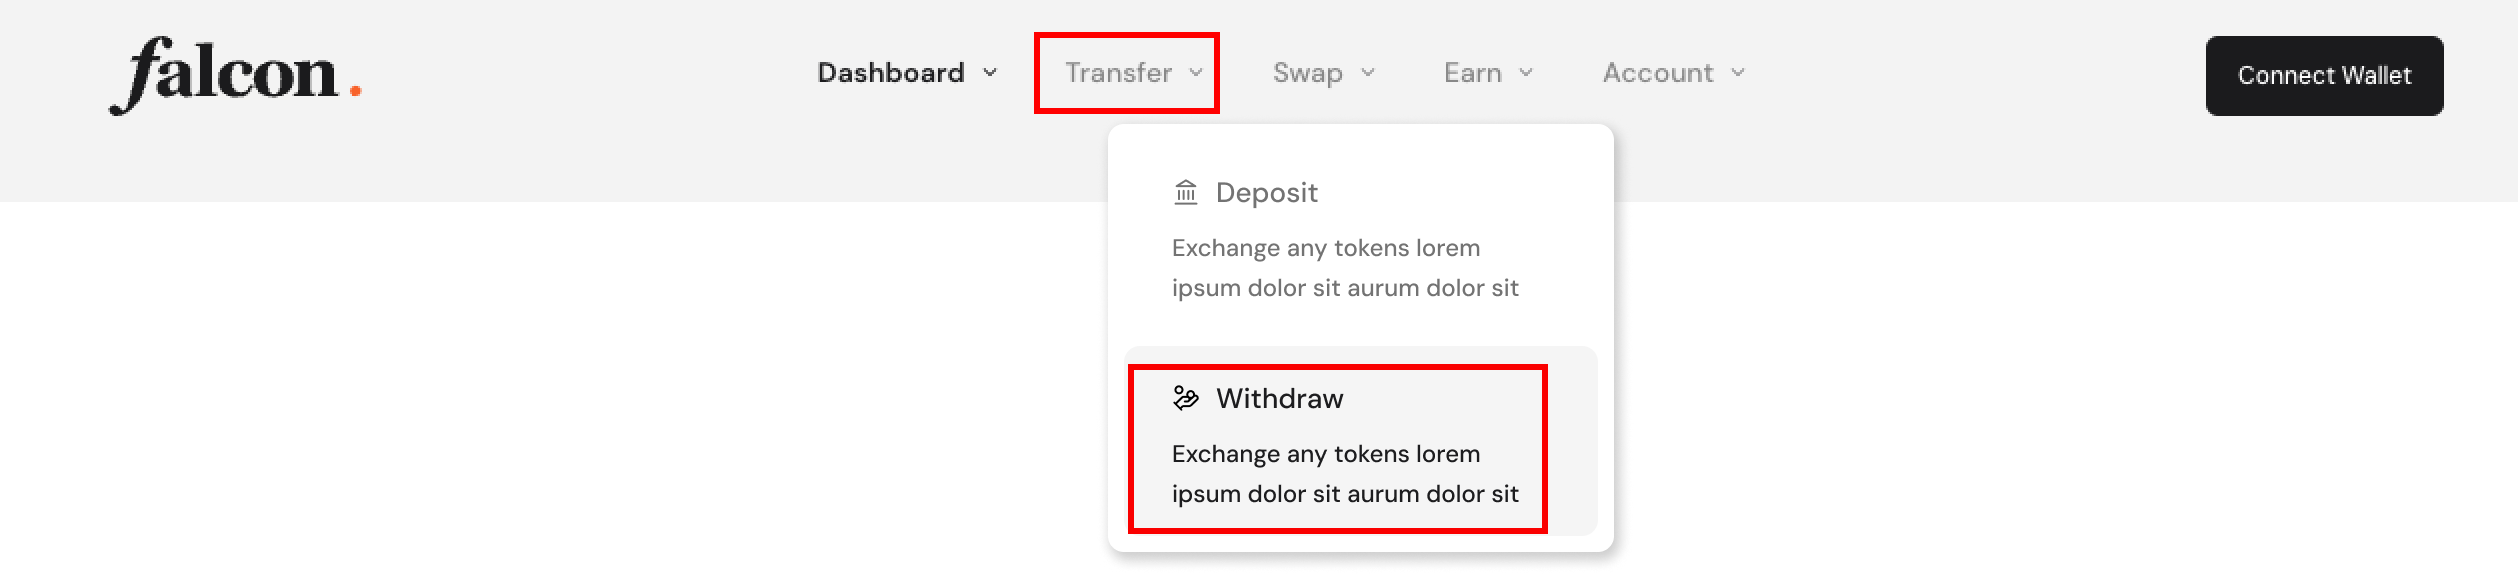 falcon.
Dashboard
Transfer
Swap
Earn
Account
Connect Wallet
Deposit
Exchange any tokens lorem
ipsum dolor sit aurum dolor sit
Withdraw
Exchange any tokens lorem
ipsum dolor sit aurum dolor sit